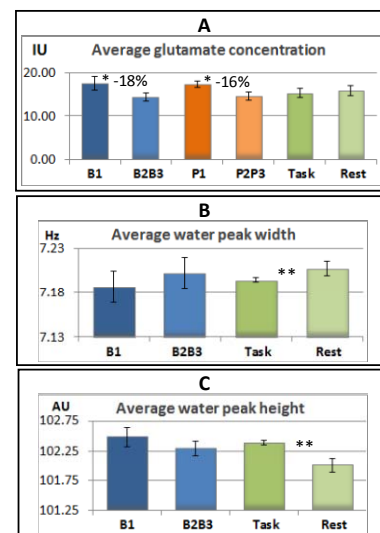 A
IU Average glutamate concentration
20.00
* -18%
* -16%
10.00
0.00
B1 B2B3 P1 P2P3 Task Rest
B
Hz Average water peak width
7.23
**
7.18
7.13
B1 B2B3 Task Rest
C
AU Average water peak height
102.75
**
102.25
101.75
101.25
B1 B2B3 Task Rest